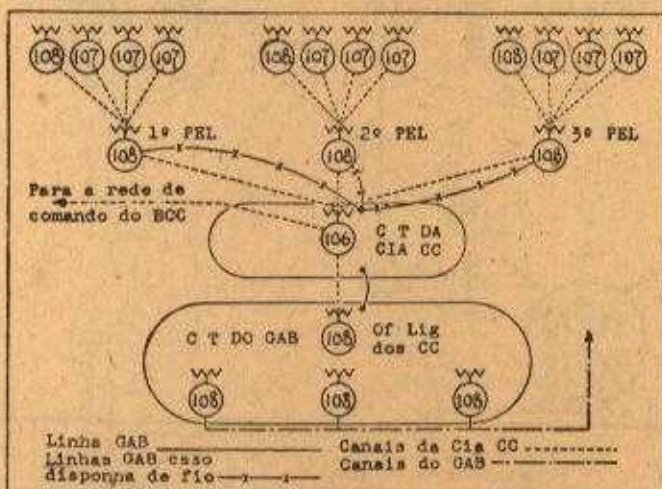 108 107 107 107 108 107 107 107 108 107 107 107
1º PEL 2º PEL 3º PEL
108 108 108
Para a rede de
comando do BCC
106
C T DA
CIA CC
C T DO GAB
108
Of Lig
dos CC
108 108 108
Linha GAB
Linhas GAB caso
disponha de fio
Canais da Cia CC
Canais do GAB